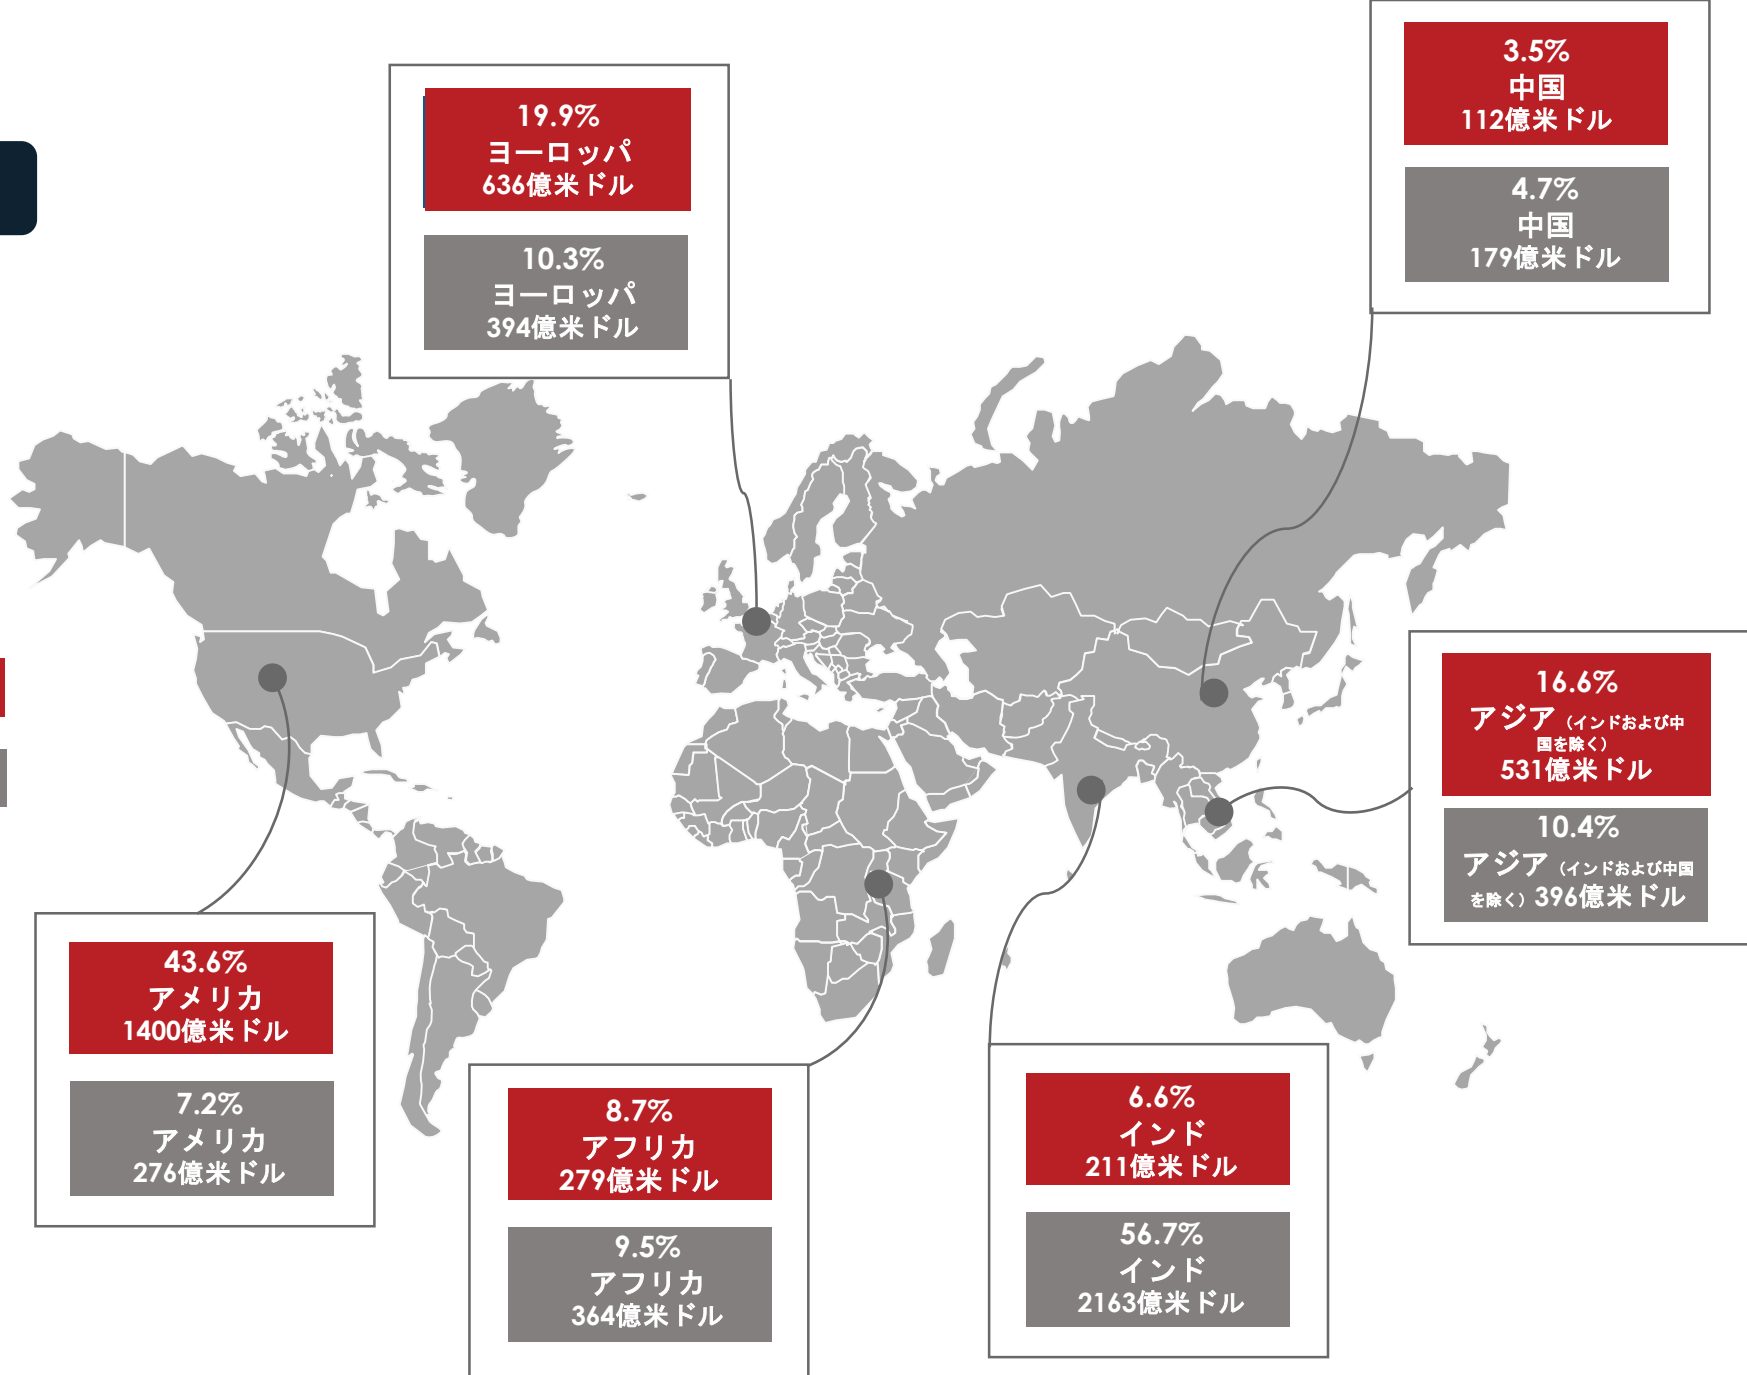 3.5%
中国
112億米ドル
4.7%
中国
179億米ドル
19.9%
ヨーロッパ
636億米ドル
10.3%
ヨーロッパ
394億米ドル
16.6%
アジア（インドおよび中
国を除く）
531億米ドル
10.4%
アジア（インドおよび中国
を除く）396億米ドル
43.6%
アメリカ
1400億米ドル
7.2%
アメリカ
276億米ドル
8.7%
アフリカ
279億米ドル
9.5%
アフリカ
364億米ドル
6.6%
インド
211億米ドル
56.7%
インド
2163億米ドル